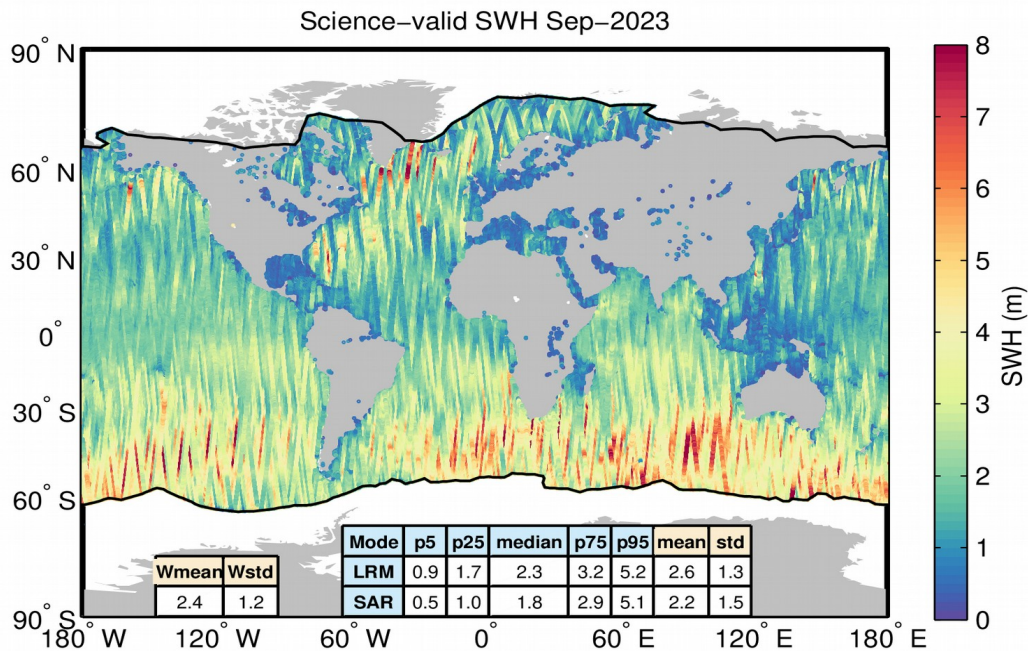 Science-valid SWH Sep-2023
90° N
60° N
30° N
0°
30° S
60° S
90° S
180° W 120° W 60° W 0° 60° E 120° E 180° E
Wmean Wstd
2.4 1.2
Mode p5 p25 median p75 p95 mean std
LRM 0.9 1.7 2.3 3.2 5.2 2.6 1.3
SAR 0.5 1.0 1.8 2.9 5.1 2.2 1.5
8
7
6
5
4
3
2
1
0
SWH (m)